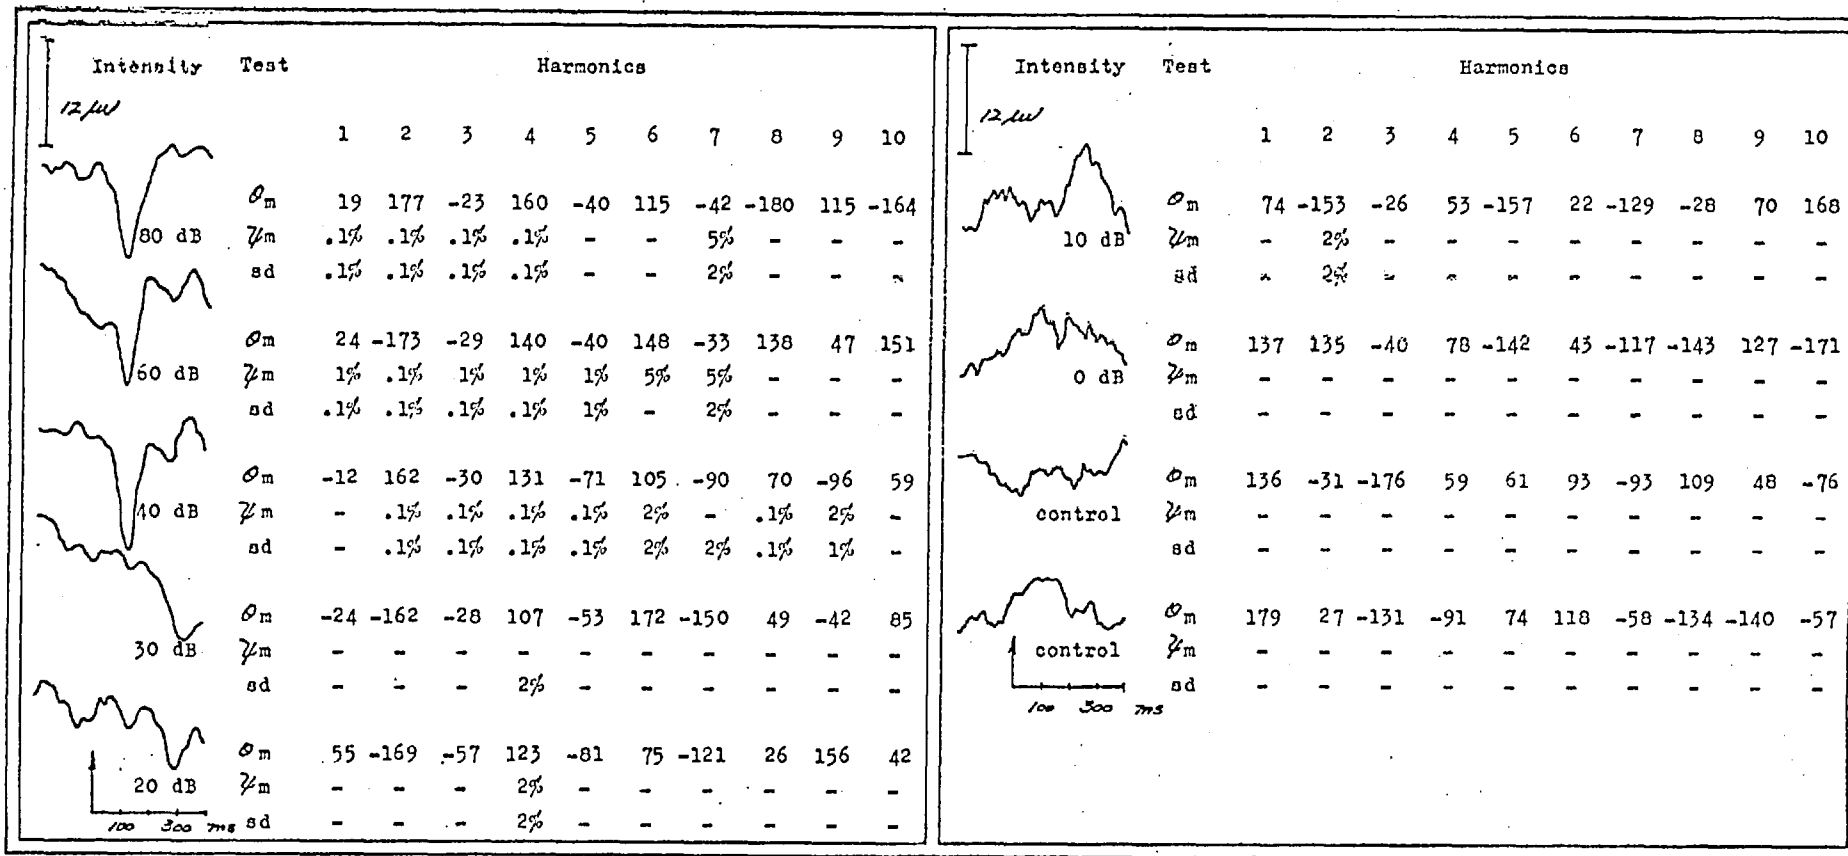 Intensity Test Harmonics
12 μv
1 2 3 4 5 6 7 8 9 10
θm 19 177 -23 160 -40 115 -42 -180 115 -164
80 dB ψm .1% .1% .1% .1% - - 5% - - -
sd .1% .1% .1% .1% - - 2% - - -
θm 24 -173 -29 140 -40 148 -33 138 47 151
60 dB ψm 1% .1% 1% 1% 1% 5% 5% - - -
sd .1% .1% .1% .1% 1% - 2% - - -
θm -12 162 -30 131 -71 105 -90 70 -96 59
40 dB ψm - .1% .1% .1% .1% 2% - .1% 2% -
sd - .1% .1% .1% .1% 2% 2% .1% 1% -
θm -24 -162 -28 107 -53 172 -150 49 -42 85
30 dB ψm - - - - - - - - - -
sd - - - 2% - - - - - -
θm 55 -169 -57 123 -81 75 -121 26 156 42
20 dB ψm - - - 2% - - - - - -
100 300 ms sd - - - 2% - - - - - -
Intensity Test Harmonics
12 μv
1 2 3 4 5 6 7 8 9 10
θm 74 -153 -26 53 -157 22 -129 -28 70 168
10 dB ψm - 2% - - - - - - - -
sd - 2% - - - - - - - -
θm 137 135 -40 78 -142 43 -117 -143 127 -171
0 dB ψm - - - - - - - - - -
sd - - - - - - - - - -
θm 136 -31 -176 59 61 93 -93 109 48 -76
control ψm - - - - - - - - - -
sd - - - - - - - - - -
θm 179 27 -131 -91 74 118 -58 -134 -140 -57
control ψm - - - - - - - - - -
sd - - - - - - - - - -
100 300 ms